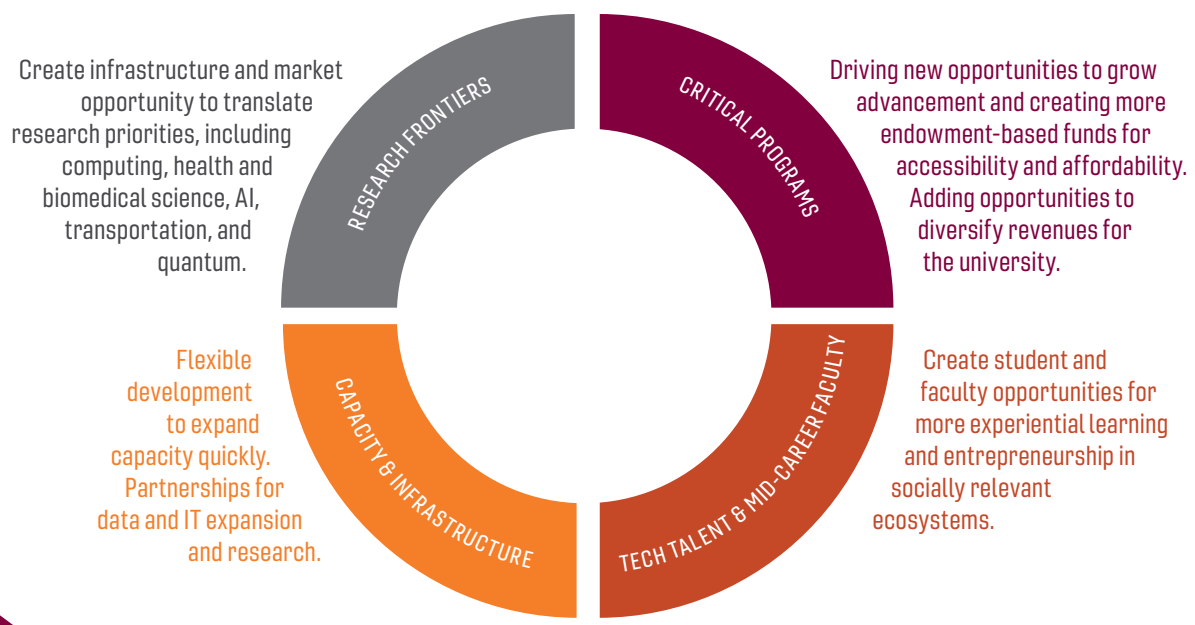 Create infrastructure and market
opportunity to translate
research priorities, including
computing, health and
biomedical science, AI,
transportation, and
quantum.
RESEARCH FRONTIERS
CRITICAL PROGRAMS
Driving new opportunities to grow
advancement and creating more
endowment-based funds for
accessibility and affordability.
Adding opportunities to
diversify revenues for
the university.
Flexible
development
to expand
capacity quickly.
Partnerships for
data and IT expansion
and research.
CAPACITY & INFRASTRUCTURE
TECH TALENT & MID-CAREER FACULTY
Create student and
faculty opportunities for
more experiential learning
and entrepreneurship in
socially relevant
ecosystems.